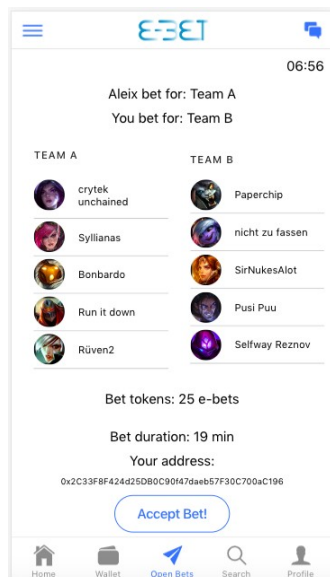 E-BET
06:56
Aleix bet for: Team A
You bet for: Team B
TEAM A
crytek
unchained
Syllianas
Bonbardo
Run it down
Rüven2
TEAM B
Paperchip
nicht zu fassen
SirNukesAlot
Pusi Puu
Selfway Reznov
Bet tokens: 25 e-bets
Bet duration: 19 min
Your address:
0x2C33F8F424d25DB0C90f47daeb57F30C700aC196
Accept Bet!
Home
Wallet
Open Bets
Search
Profile